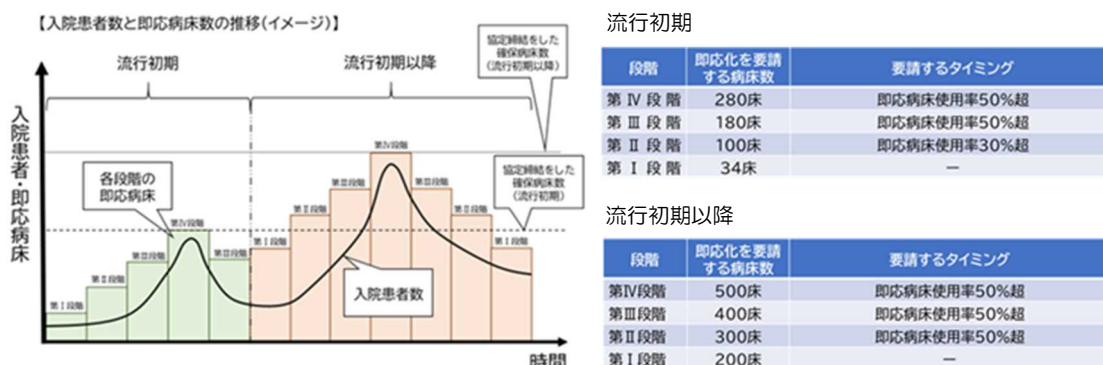 【入院患者数と即応病床数の推移(イメージ)】
協定締結をした
確保病床数
(流行初期以降)
流行初期
流行初期以降
入院患者・即応病床
各段階の
即応病床
協定締結をした
確保病床数
(流行初期)
第Ⅰ段階
第Ⅱ段階
第Ⅲ段階
第Ⅳ段階
第Ⅲ段階
第Ⅰ段階
第Ⅱ段階
第Ⅲ段階
第Ⅳ段階
第Ⅲ段階
第Ⅱ段階
第Ⅰ段階
入院患者数
時間
流行初期
段階 即応化を要請する病床数 要請するタイミング
第Ⅳ段階 280床 即応病床使用率50%超
第Ⅲ段階 180床 即応病床使用率50%超
第Ⅱ段階 100床 即応病床使用率30%超
第Ⅰ段階 34床 ー
流行初期以降
段階 即応化を要請する病床数 要請するタイミング
第Ⅳ段階 500床 即応病床使用率50%超
第Ⅲ段階 400床 即応病床使用率50%超
第Ⅱ段階 300床 即応病床使用率50%超
第Ⅰ段階 200床 ー